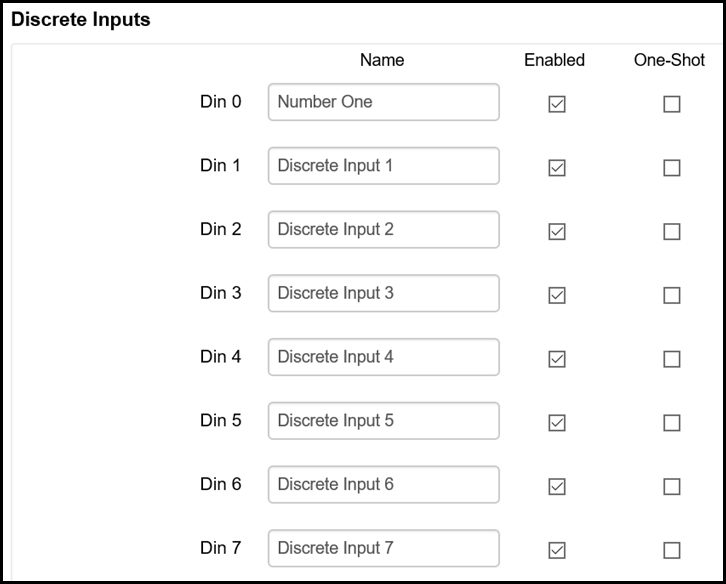 Discrete Inputs
Name Enabled One-Shot
Din 0 Number One
Din 1 Discrete Input 1
Din 2 Discrete Input 2
Din 3 Discrete Input 3
Din 4 Discrete Input 4
Din 5 Discrete Input 5
Din 6 Discrete Input 6
Din 7 Discrete Input 7